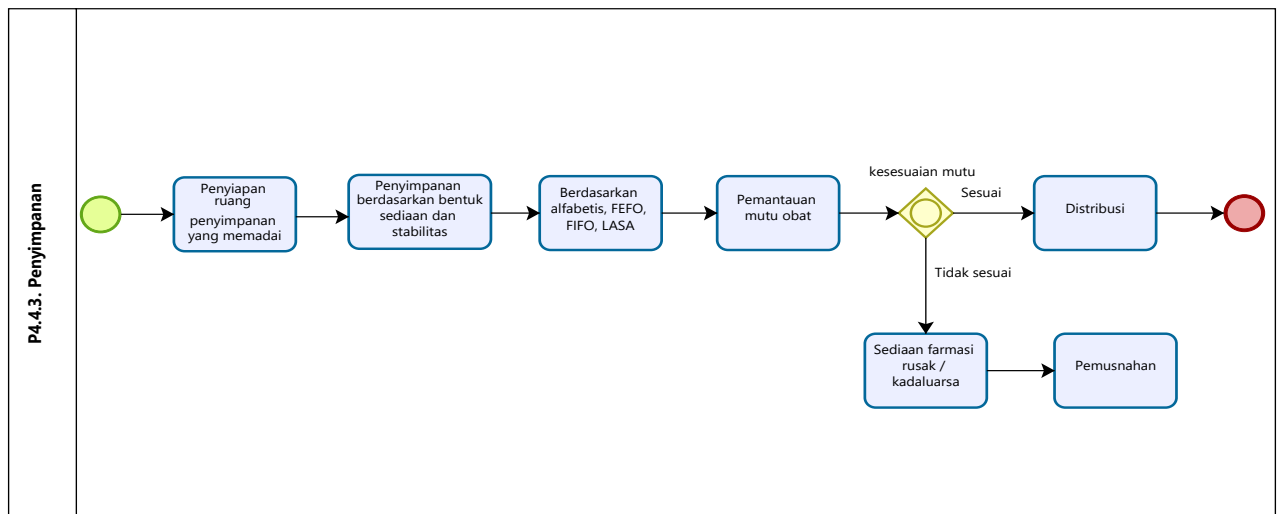 P4.4.3. Penyimpanan
Penyiapan
ruang
penyimpanan
yang memadai
Penyimpanan
berdasarkan bentuk
sediaan dan
stabilitas
Berdasarkan
alfabetis, FEFO,
FIFO, LASA
Pemantauan
mutu obat
kesesuaian mutu
Sesuai
Distribusi
Tidak sesuai
Sediaan farmasi
rusak /
kadaluarsa
Pemusnahan